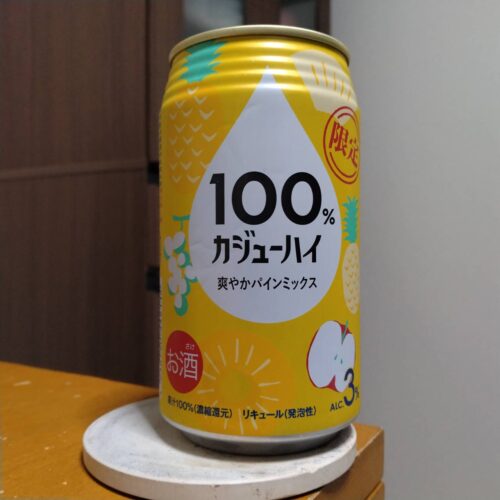 限定
100%
カジューハイ
爽やかパインミックス
さけ
お酒
果汁100%(濃縮還元) リキュール(発泡性)
ALC.3%